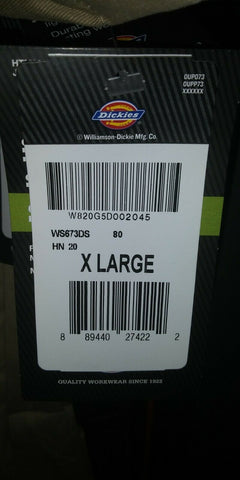 OUP073
OUPP73
XXXXXX
Dickies
© Williamson-Dickie Mfg. Co.
W820G5D002045
WS673DS 80
HN 20
X LARGE
8 89440 27422 2
QUALITY WORKWEAR SINCE 1922